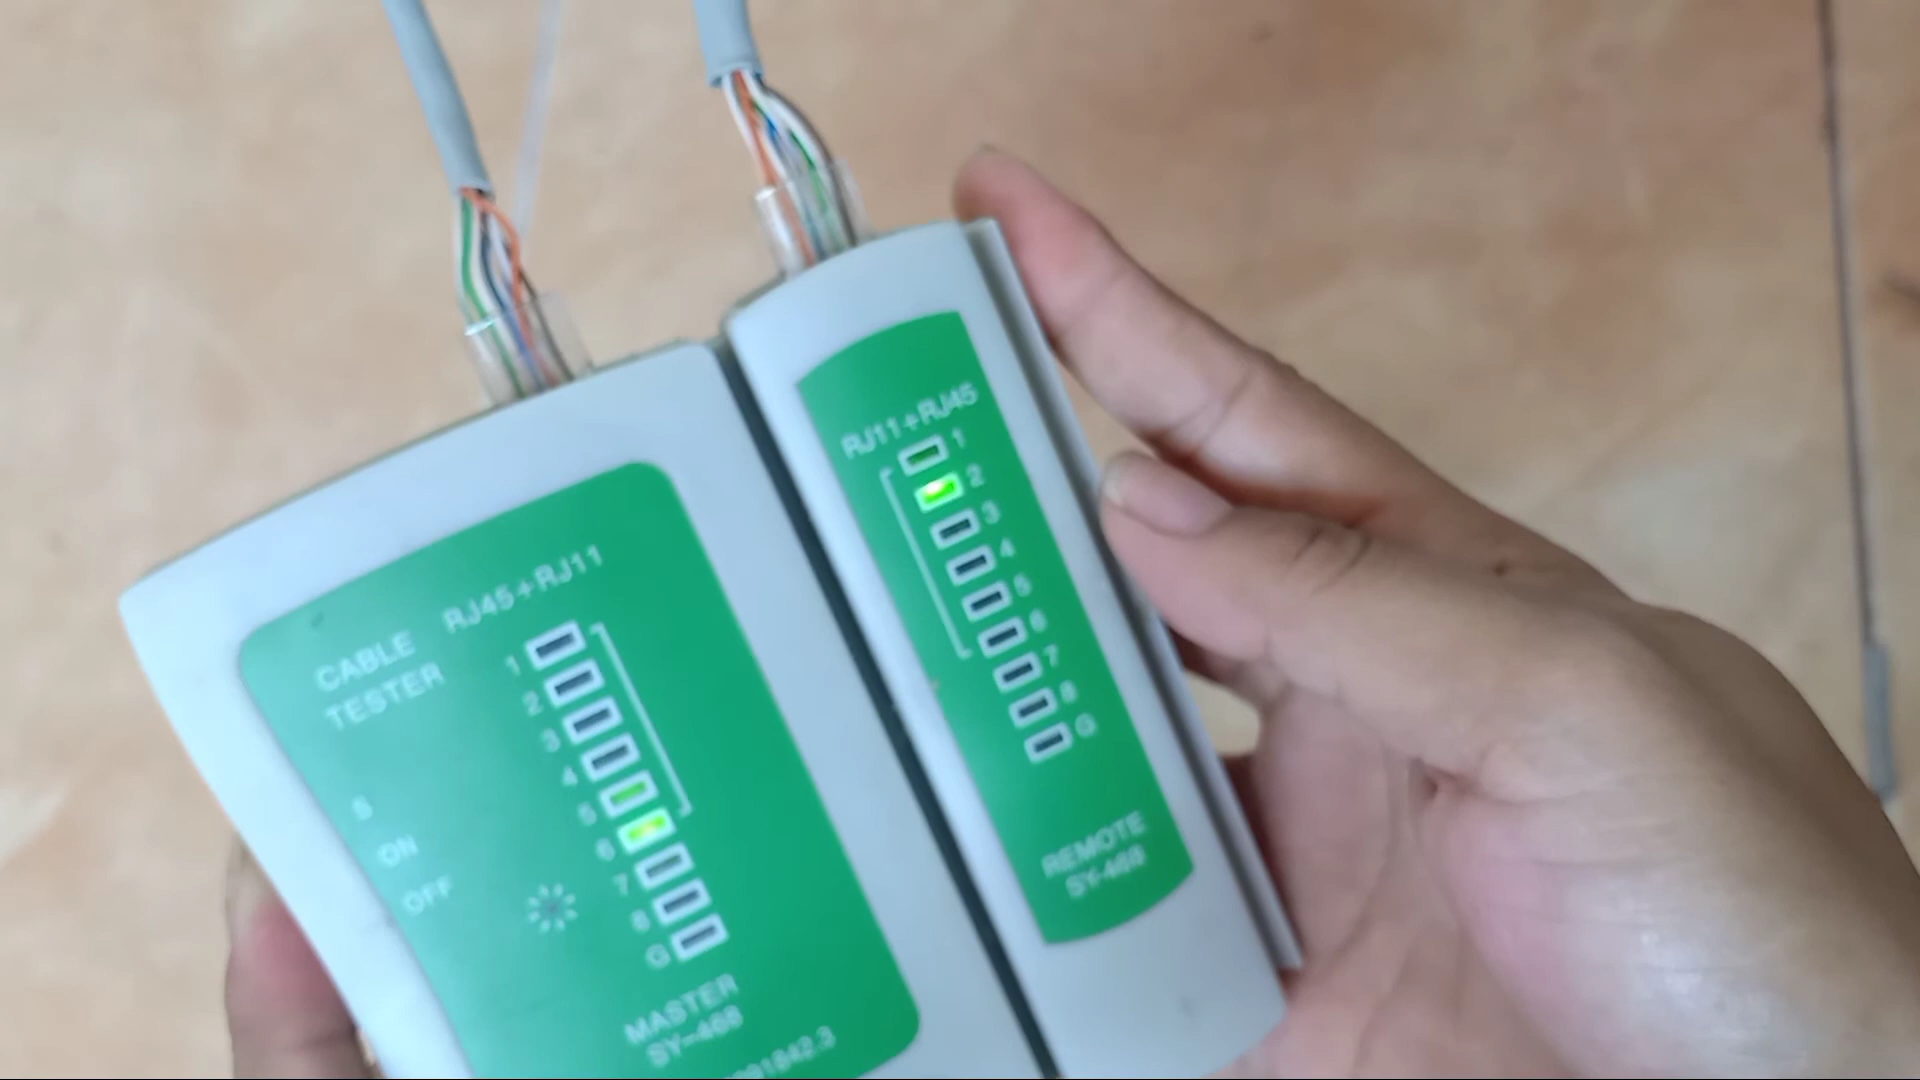 CABLE
TESTER
RJ45+RJ11
1
2
3
4
5
6
7
8
G
S
ON
OFF
MASTER
SY-468
RJ11+RJ45
1
2
3
4
5
6
7
8
G
REMOTE
SY-468